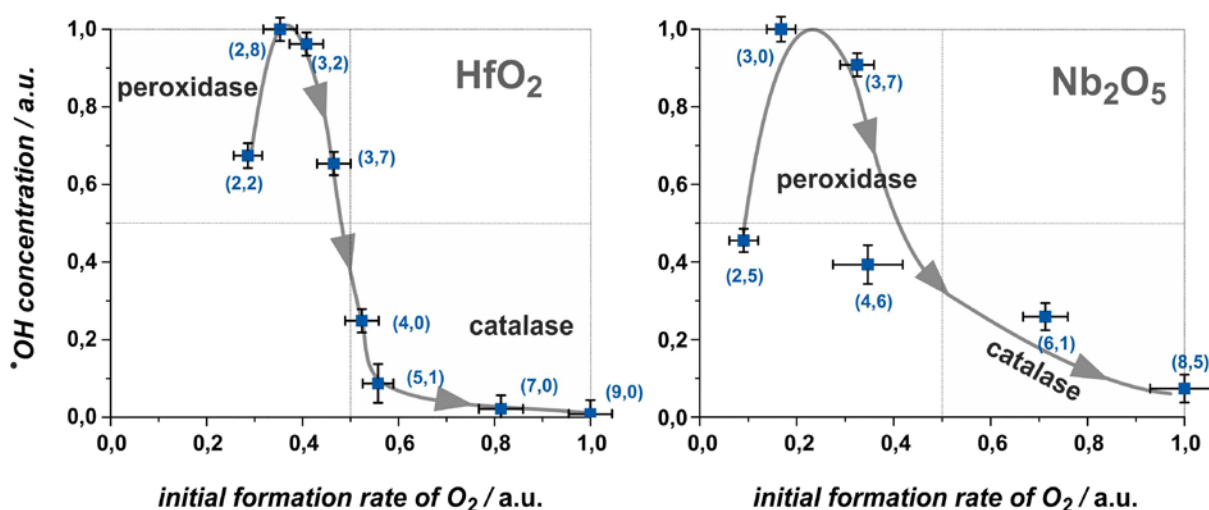 •OH concentration / a.u.
1,0
0,8
0,6
0,4
0,2
0,0
0,0 0,2 0,4 0,6 0,8 1,0
initial formation rate of O₂ / a.u.
HfO₂
peroxidase
catalase
(2,8)
(3,2)
(2,2)
(3,7)
(4,0)
(5,1)
(7,0)
(9,0)
1,0
0,8
0,6
0,4
0,2
0,0
0,0 0,2 0,4 0,6 0,8 1,0
initial formation rate of O₂ / a.u.
Nb₂O₅
peroxidase
catalase
(3,0)
(3,7)
(2,5)
(4,6)
(6,1)
(8,5)